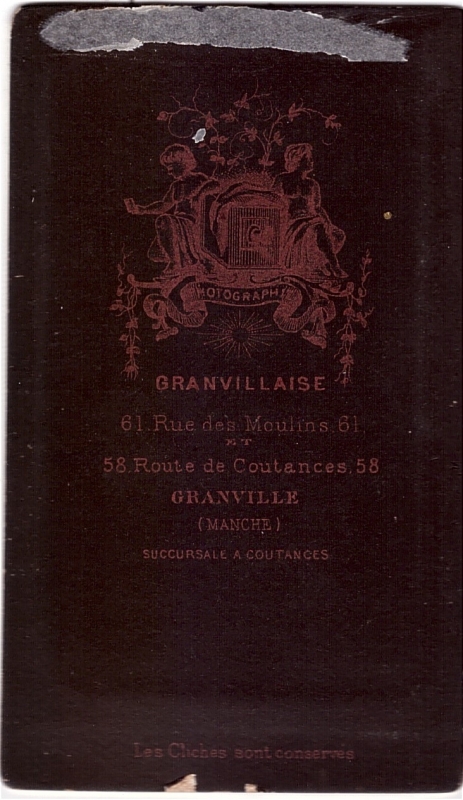 PHOTOGRAPHIE
GRANVILLAISE
61. Rue des Moulins. 61.
ET
58. Route de Coutances. 58
GRANVILLE
(MANCHE)
SUCCURSALE A COUTANCES
Les Clichés sont conservés